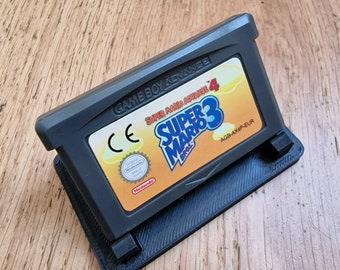 GAME BOY ADVANCE
SUPER MARIO ADVANCE 4
CE
SUPER
MARIO 3
BROS.
Nintendo
AGB-AX4P-EUR